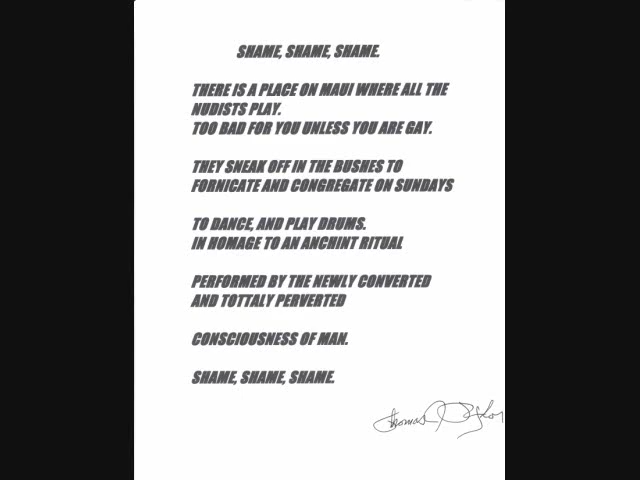 SHAME, SHAME, SHAME.
THERE IS A PLACE ON MAUI WHERE ALL THE
NUDISTS PLAY.
TOO BAD FOR YOU UNLESS YOU ARE GAY.
THEY SNEAK OFF IN THE BUSHES TO
FORNICATE AND CONGREGATE ON SUNDAYS
TO DANCE, AND PLAY DRUMS.
IN HOMAGE TO AN ANCHINT RITUAL
PERFORMED BY THE NEWLY CONVERTED
AND TOTTALY PERVERTED
CONSCIOUSNESS OF MAN.
SHAME, SHAME, SHAME.
Thomas